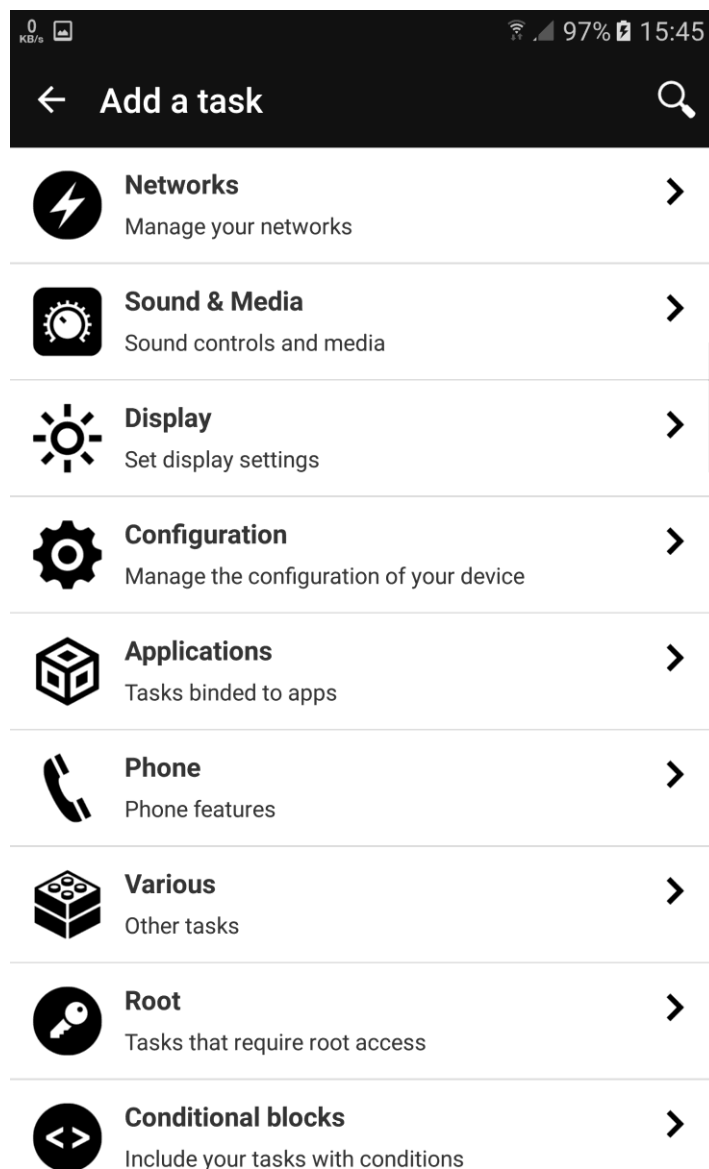 0
KB/s
97% 15:45
Add a task
Networks
Manage your networks
Sound & Media
Sound controls and media
Display
Set display settings
Configuration
Manage the configuration of your device
Applications
Tasks binded to apps
Phone
Phone features
Various
Other tasks
Root
Tasks that require root access
Conditional blocks
Include your tasks with conditions